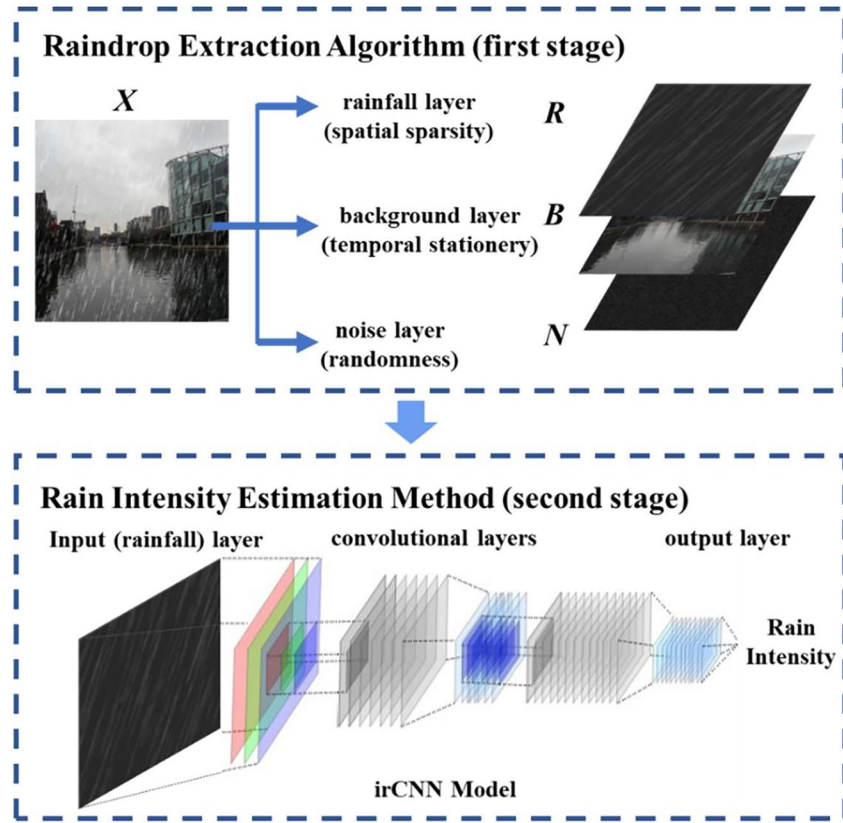 Raindrop Extraction Algorithm (first stage)
X
rainfall layer
(spatial sparsity)
R
background layer
(temporal stationery)
B
noise layer
(randomness)
N
Rain Intensity Estimation Method (second stage)
Input (rainfall) layer
convolutional layers
output layer
Rain
Intensity
irCNN Model